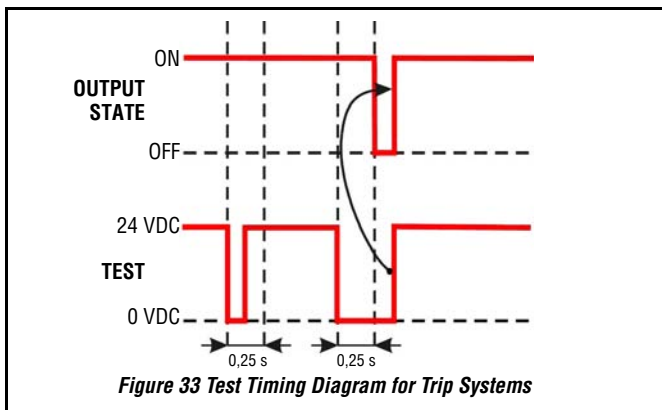 ON
OUTPUT
STATE
OFF
24 VDC
TEST
0 VDC
0,25 s 0,25 s
Figure 33 Test Timing Diagram for Trip Systems